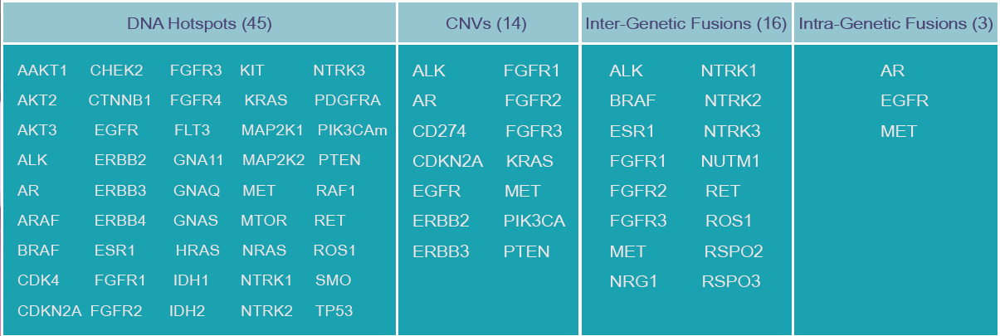 DNA Hotspots (45) CNVs (14) Inter-Genetic Fusions (16) Intra-Genetic Fusions (3)
AAKT1 CHEK2 FGFR3 KIT NTRK3 ALK FGFR1 ALK NTRK1 AR
AKT2 CTNNB1 FGFR4 KRAS PDGFRA AR FGFR2 BRAF NTRK2 EGFR
AKT3 EGFR FLT3 MAP2K1 PIK3CAm CD274 FGFR3 ESR1 NTRK3 MET
ALK ERBB2 GNA11 MAP2K2 PTEN CDKN2A KRAS FGFR1 NUTM1
AR ERBB3 GNAQ MET RAF1 EGFR MET FGFR2 RET
ARAF ERBB4 GNAS MTOR RET ERBB2 PIK3CA FGFR3 ROS1
BRAF ESR1 HRAS NRAS ROS1 ERBB3 PTEN MET RSPO2
CDK4 FGFR1 IDH1 NTRK1 SMO NRG1 RSPO3
CDKN2A FGFR2 IDH2 NTRK2 TP53